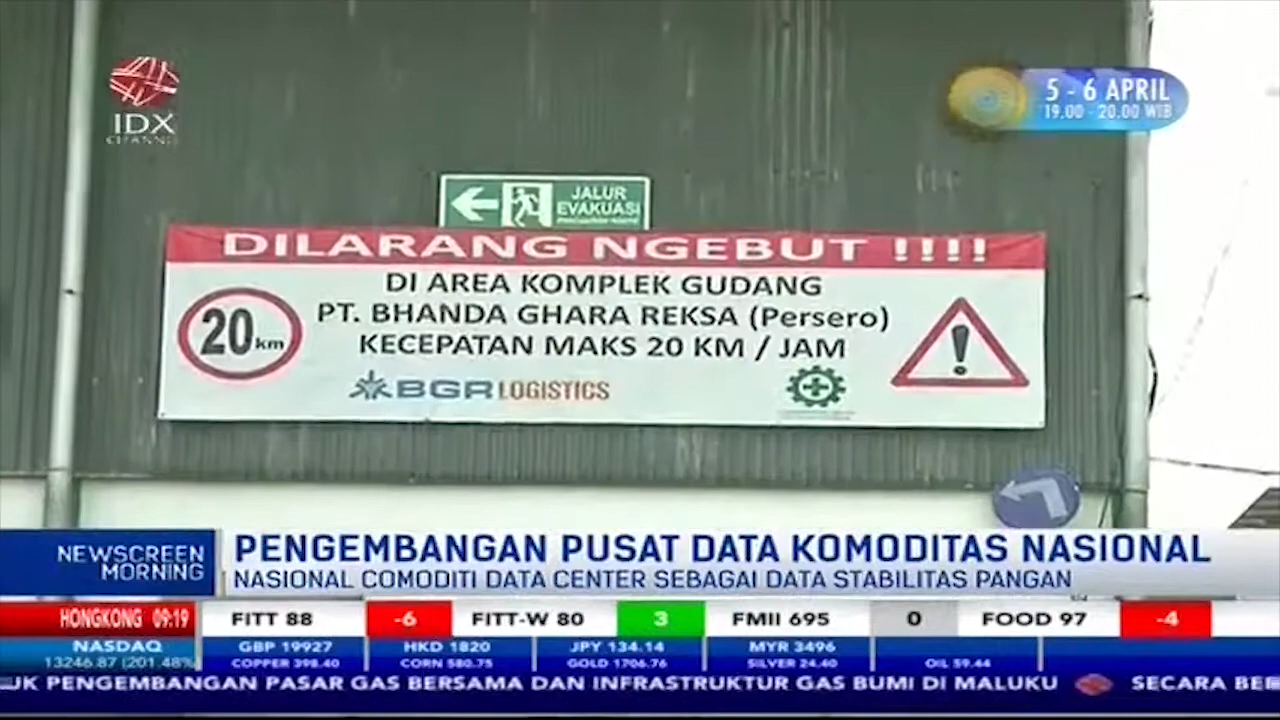 IDX
CHANNEL
5 - 6 APRIL
19.00 - 20.00 WIB
JALUR
EVAKUASI
DILARANG NGEBUT !!!!
DI AREA KOMPLEK GUDANG
PT. BHANDA GHARA REKSA (Persero)
KECEPATAN MAKS 20 KM / JAM
20 km
BGR LOGISTICS
NEWSCREEN
MORNING
PENGEMBANGAN PUSAT DATA KOMODITAS NASIONAL
NASIONAL COMODITI DATA CENTER SEBAGAI DATA STABILITAS PANGAN
HONGKONG 09:19 FITT 88 -6 FITT-W 80 3 FMII 695 0 FOOD 97 -4
NASDAQ GBP 19927 HKD 1820 JPY 134.14 MYR 3496
13246.87 (201.48%) COPPER 398.40 CORN 580.75 GOLD 1706.76 SILVER 24.40 OIL 59.44
UK PENGEMBANGAN PASAR GAS BERSAMA DAN INFRASTRUKTUR GAS BUMI DI MALUKU SECARA BE